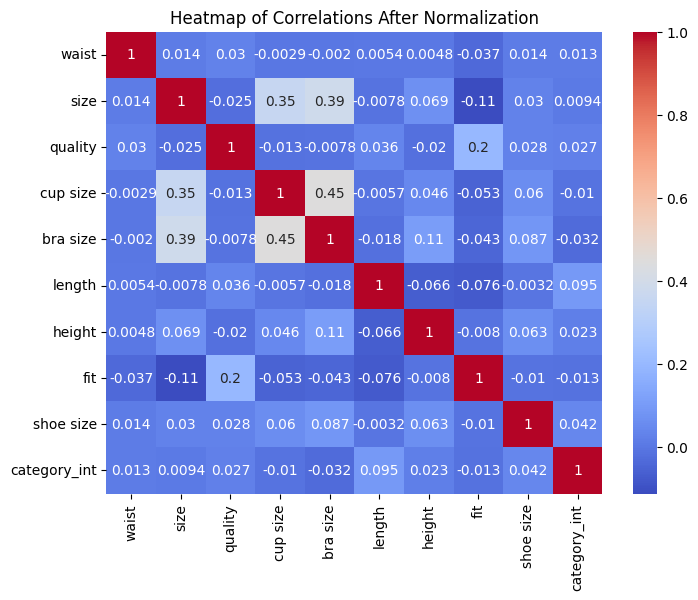 Heatmap of Correlations After Normalization
waist 1 0.014 0.03 -0.0029 -0.002 0.0054 0.0048 -0.037 0.014 0.013
size 0.014 1 -0.025 0.35 0.39 -0.0078 0.069 -0.11 0.03 0.0094
quality 0.03 -0.025 1 -0.013 -0.0078 0.036 -0.02 0.2 0.028 0.027
cup size -0.0029 0.35 -0.013 1 0.45 -0.0057 0.046 -0.053 0.06 -0.01
bra size -0.002 0.39 -0.0078 0.45 1 -0.018 0.11 -0.043 0.087 -0.032
length 0.0054 -0.0078 0.036 -0.0057 -0.018 1 -0.066 -0.076 -0.0032 0.095
height 0.0048 0.069 -0.02 0.046 0.11 -0.066 1 -0.008 0.063 0.023
fit -0.037 -0.11 0.2 -0.053 -0.043 -0.076 -0.008 1 -0.01 -0.013
shoe size 0.014 0.03 0.028 0.06 0.087 -0.0032 0.063 -0.01 1 0.042
category_int 0.013 0.0094 0.027 -0.01 -0.032 0.095 0.023 -0.013 0.042 1
waist size quality cup size bra size length height fit shoe size category_int
1.0
0.8
0.6
0.4
0.2
0.0